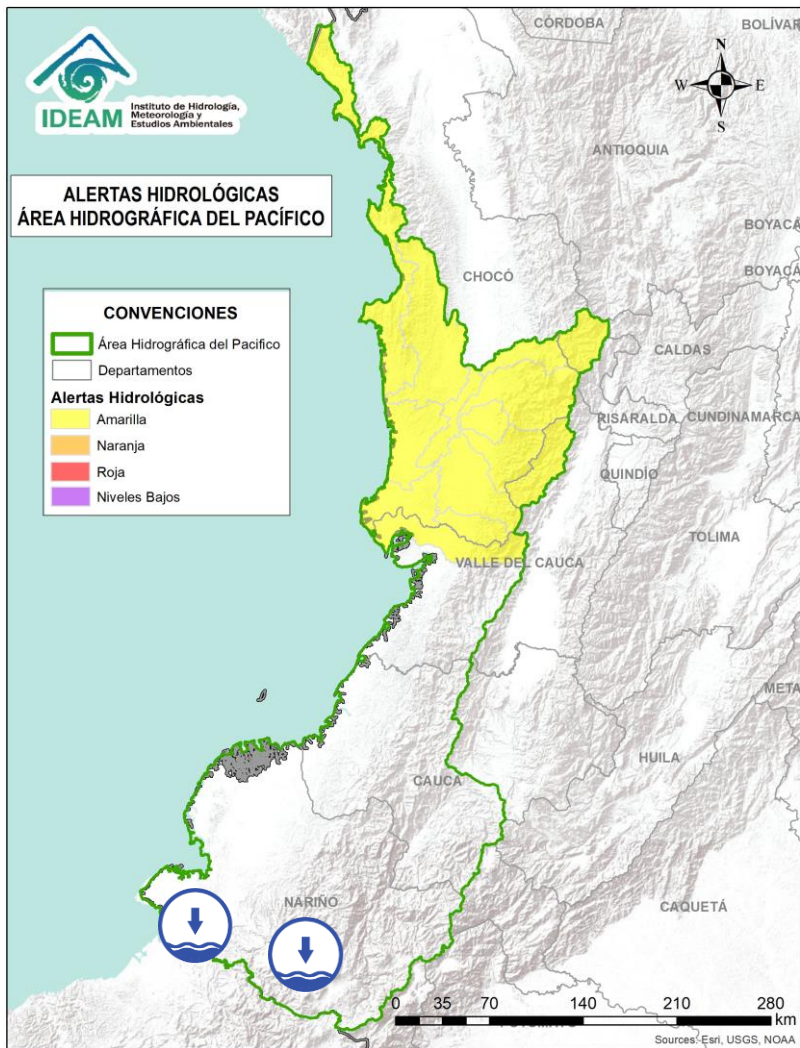 CÓRDOBA
BOLÍVAR
N
W
E
S
IDEAM
Instituto de Hidrología,
Meteorología y
Estudios Ambientales
ANTIOQUIA
ALERTAS HIDROLÓGICAS
ÁREA HIDROGRÁFICA DEL PACÍFICO
BOYACÁ
BOYACÁ
CHOCÓ
CONVENCIONES
Área Hidrográfica del Pacifico
Departamentos
Alertas Hidrológicas
Amarilla
Naranja
Roja
Niveles Bajos
CALDAS
RISARALDA
CUNDINAMARCA
QUINDÍO
TOLIMA
VALLE DEL CAUCA
META
HUILA
CAUCA
NARIÑO
CAQUETÁ
0 35 70 140 210 280
km
Sources: Esri, USGS, NOAA